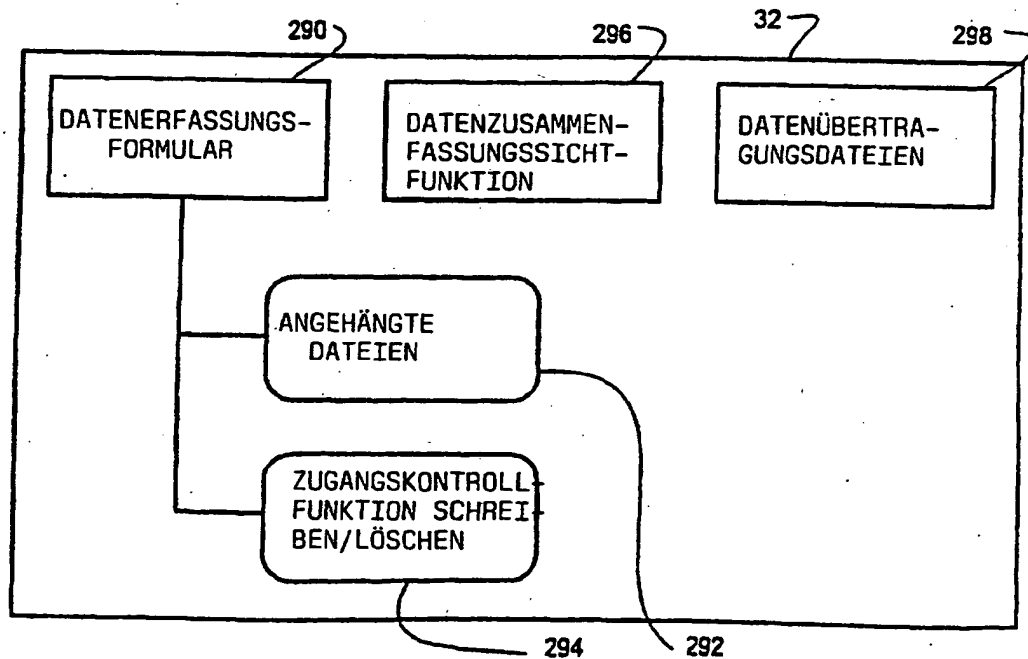 290
296
32
298
DATENERFASSUNGS-
FORMULAR
DATENZUSAMMEN-
FASSUNGSSICHT-
FUNKTION
DATENÜBERTRA-
GUNGSDATEIEN
ANGEHÄNGTE
DATEIEN
ZUGANGSKONTROLL-
FUNKTION SCHREI-
BEN/LÖSCHEN
294
292